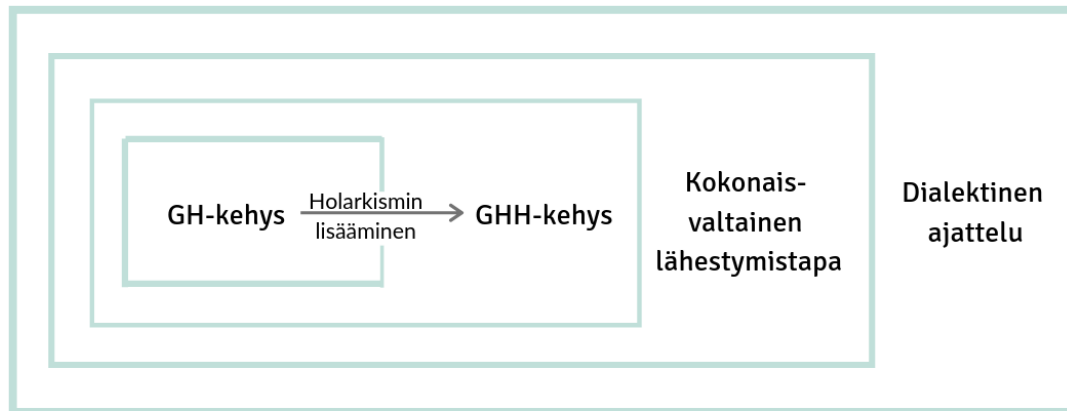 GH-kehys
Holarkismin
lisääminen
GHH-kehys
Kokonais-
valtainen
lähestymistapa
Dialektinen
ajattelu